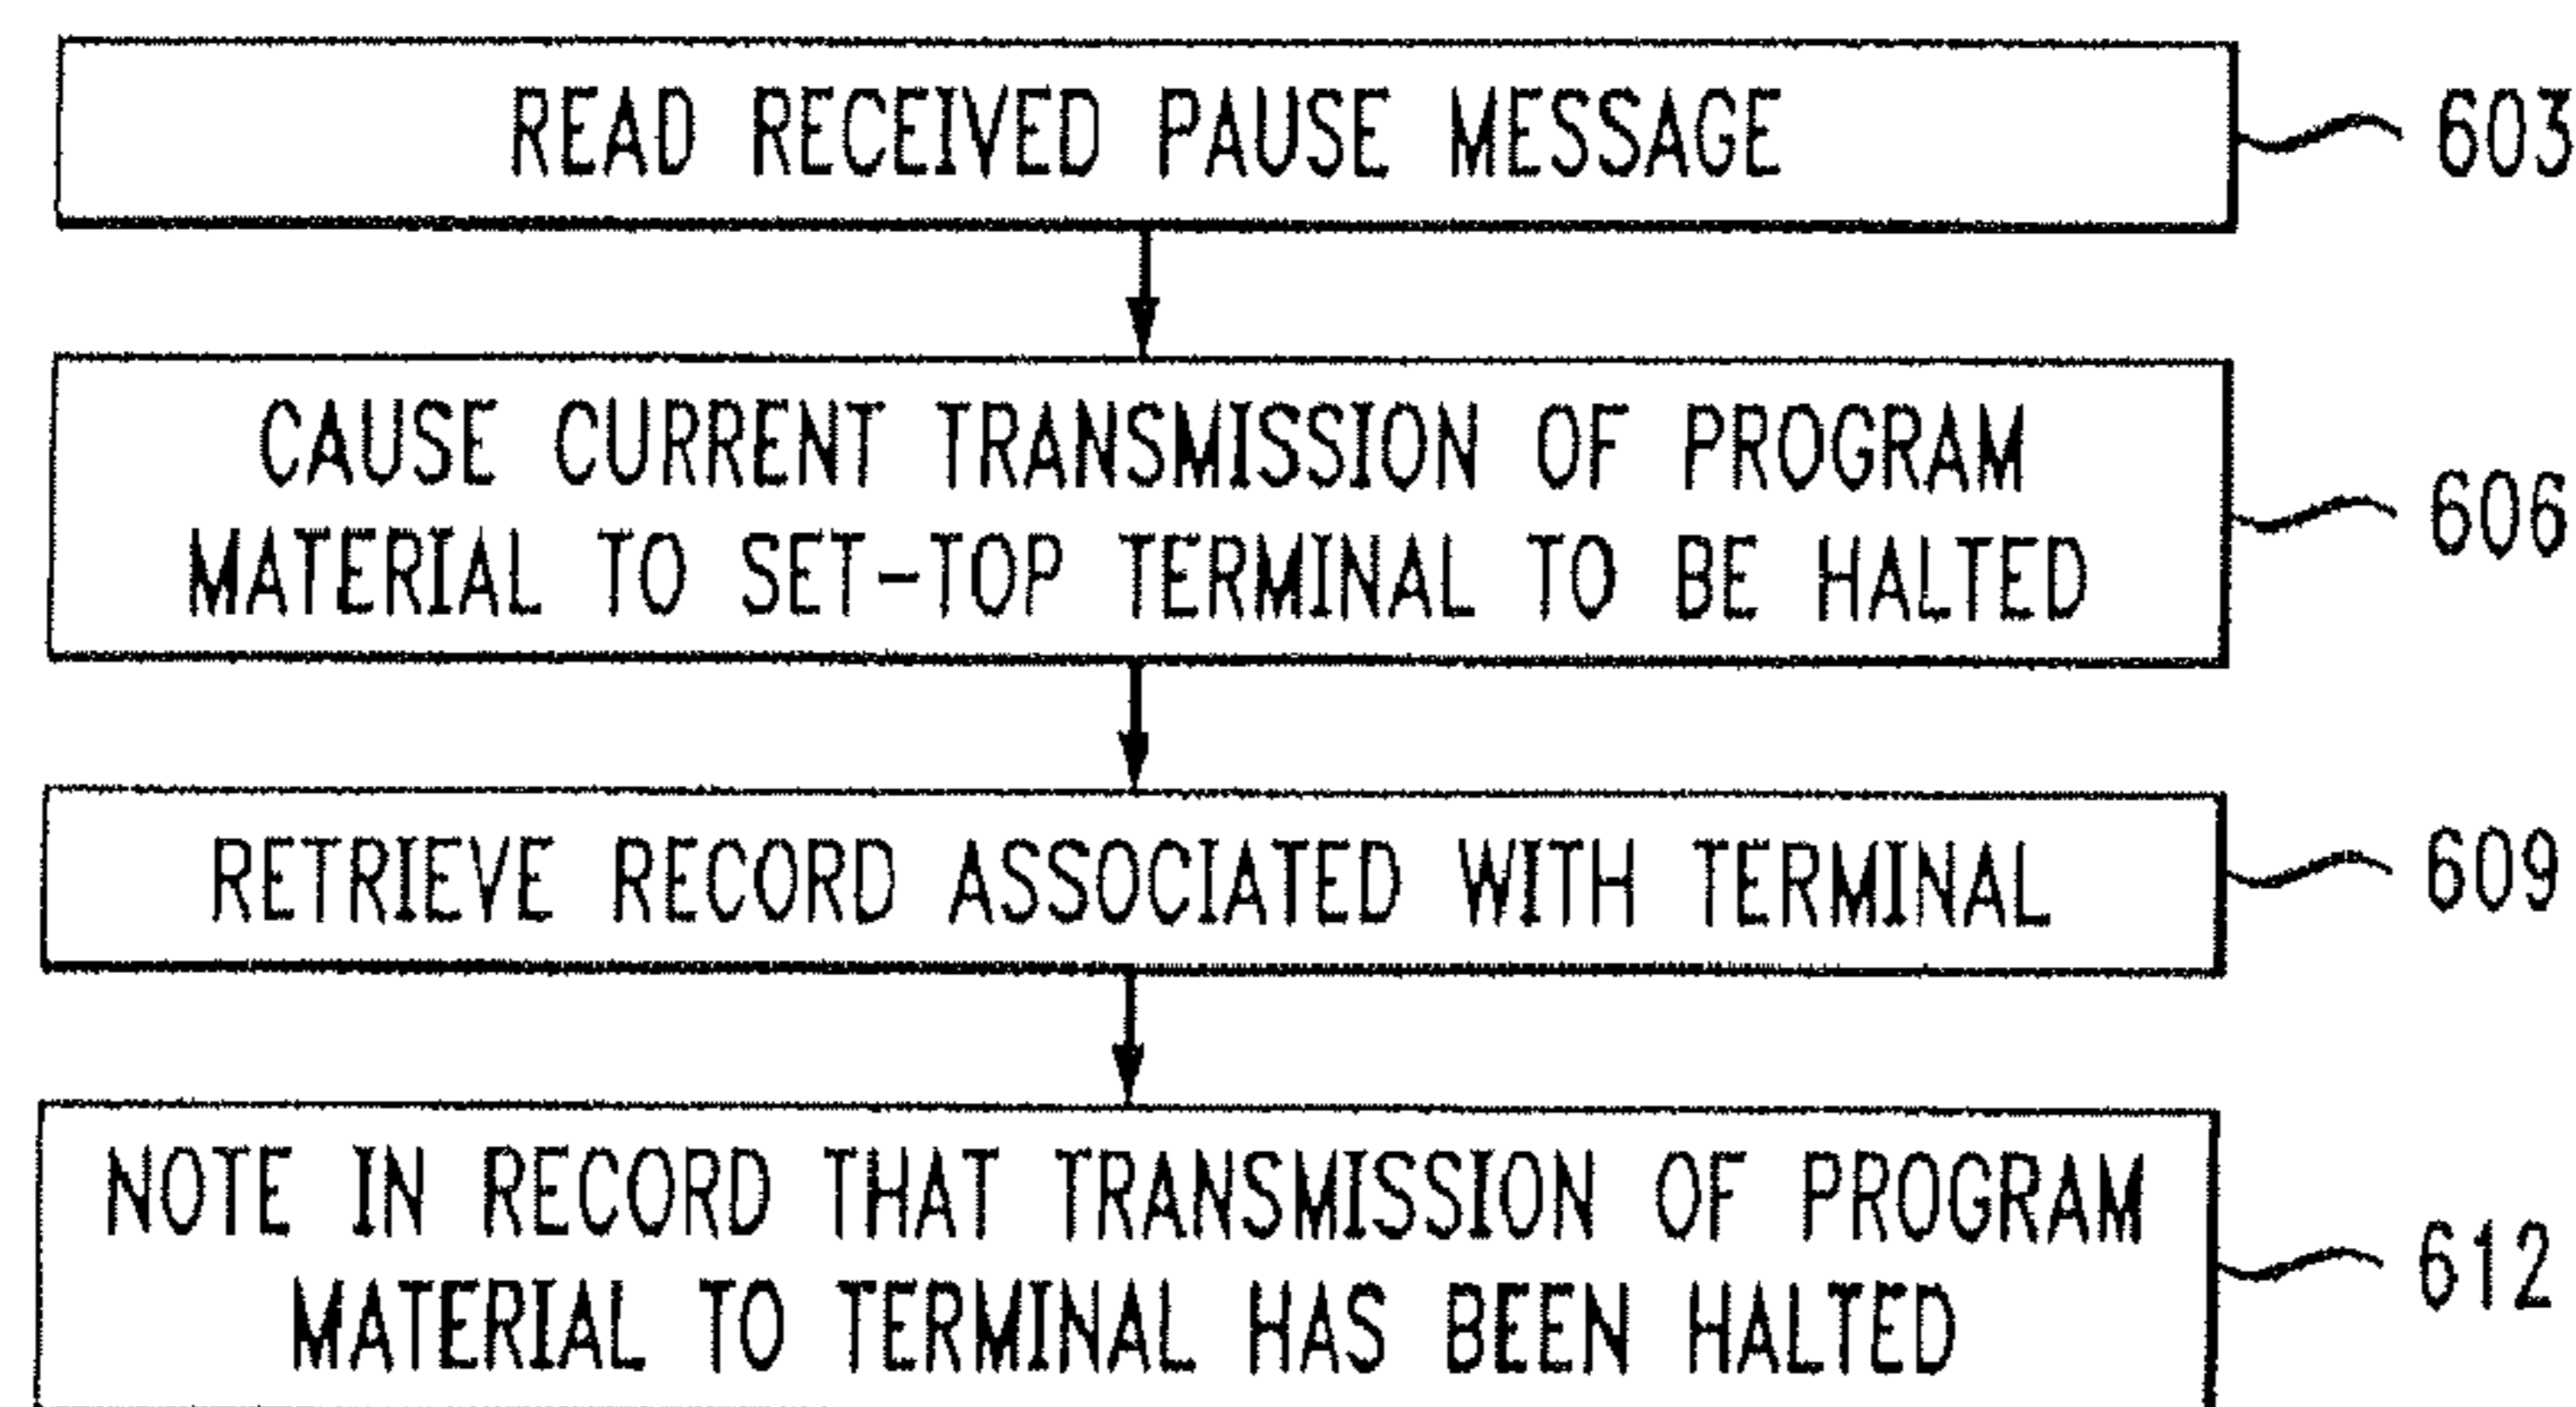 READ RECEIVED PAUSE MESSAGE
603
CAUSE CURRENT TRANSMISSION OF PROGRAM
MATERIAL TO SET-TOP TERMINAL TO BE HALTED
606
RETRIEVE RECORD ASSOCIATED WITH TERMINAL
609
NOTE IN RECORD THAT TRANSMISSION OF PROGRAM
MATERIAL TO TERMINAL HAS BEEN HALTED
612